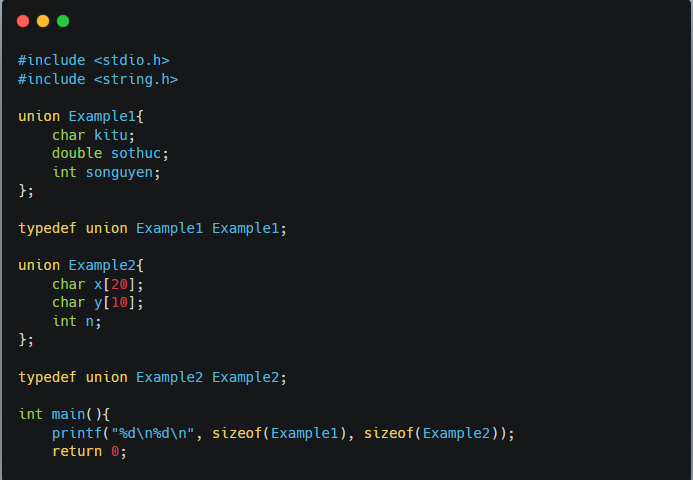 #include <stdio.h>
#include <string.h>
union Example1{
    char kitu;
    double sothuc;
    int songuyen;
};
typedef union Example1 Example1;
union Example2{
    char x[20];
    char y[10];
    int n;
};
typedef union Example2 Example2;
int main(){
    printf("%d\n%d\n", sizeof(Example1), sizeof(Example2));
    return 0;